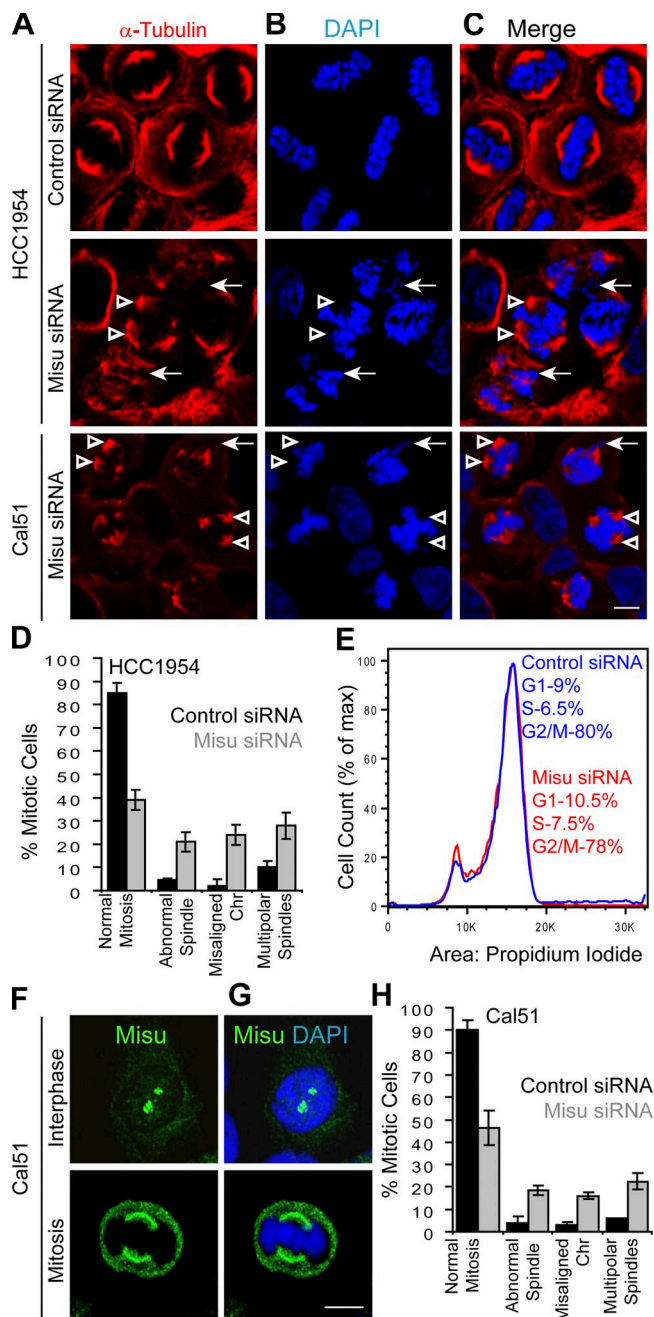 A
α-Tubulin
B
DAPI
C
Merge
HCC1954
Control siRNA
Misu siRNA
Cal51
Misu siRNA
D
% Mitotic Cells
100
90
80
70
60
50
40
30
20
10
0
HCC1954
Control siRNA
Misu siRNA
Normal
Mitosis
Abnormal
Spindle
Misaligned
Chr
Multipolar
Spindles
E
Cell Count (% of max)
100
80
60
40
20
0
Control siRNA
G1-9%
S-6.5%
G2/M-80%
Misu siRNA
G1-10.5%
S-7.5%
G2/M-78%
10K
20K
30K
Area: Propidium Iodide
F
Misu
G
Misu DAPI
Cal51
Interphase
Mitosis
H
% Mitotic Cells
100
90
80
70
60
50
40
30
20
10
0
Cal51
Control siRNA
Misu siRNA
Normal
Mitosis
Abnormal
Spindle
Misaligned
Chr
Multipolar
Spindles